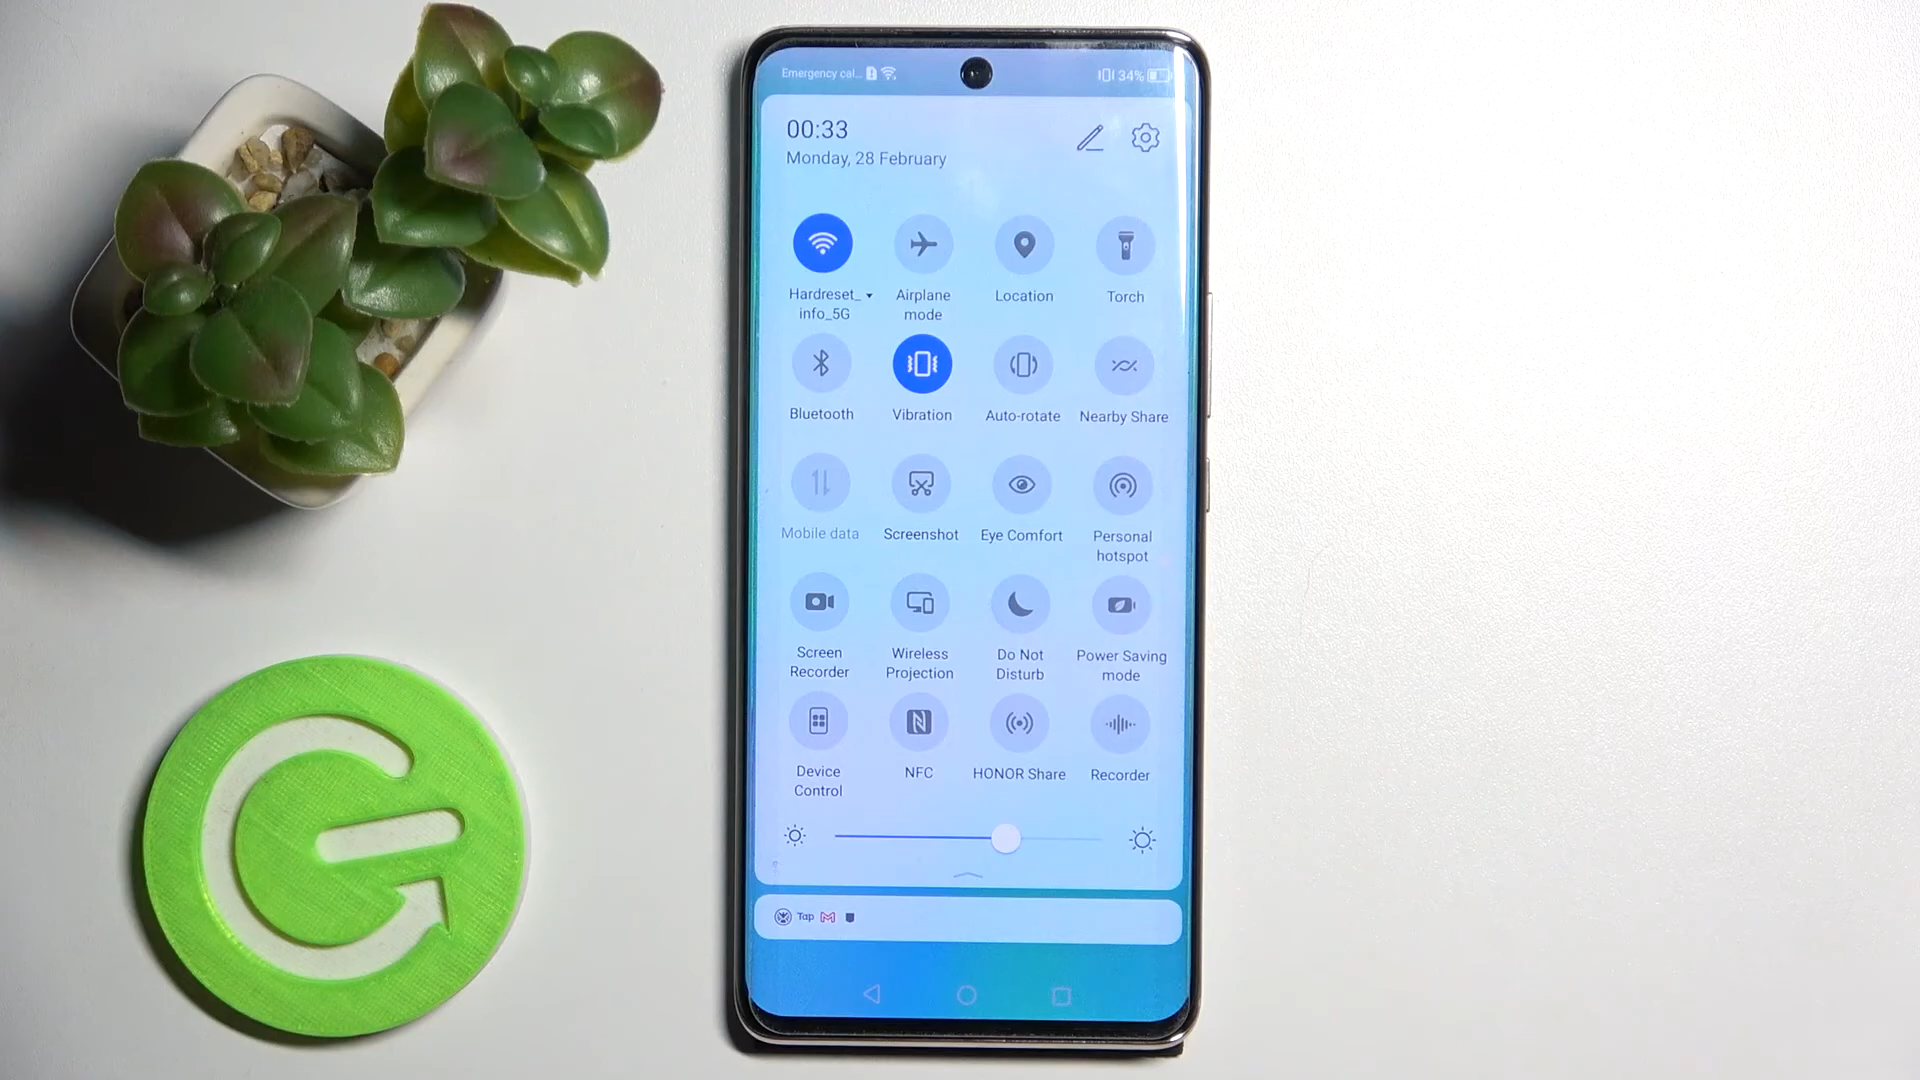 Emergency cal... 34%
00:33
Monday, 28 February
Hardreset_ Airplane Location Torch
info_5G mode
Bluetooth Vibration Auto-rotate Nearby Share
Mobile data Screenshot Eye Comfort Personal
hotspot
Screen Wireless Do Not Power Saving
Recorder Projection Disturb mode
Device NFC HONOR Share Recorder
Control
Tap